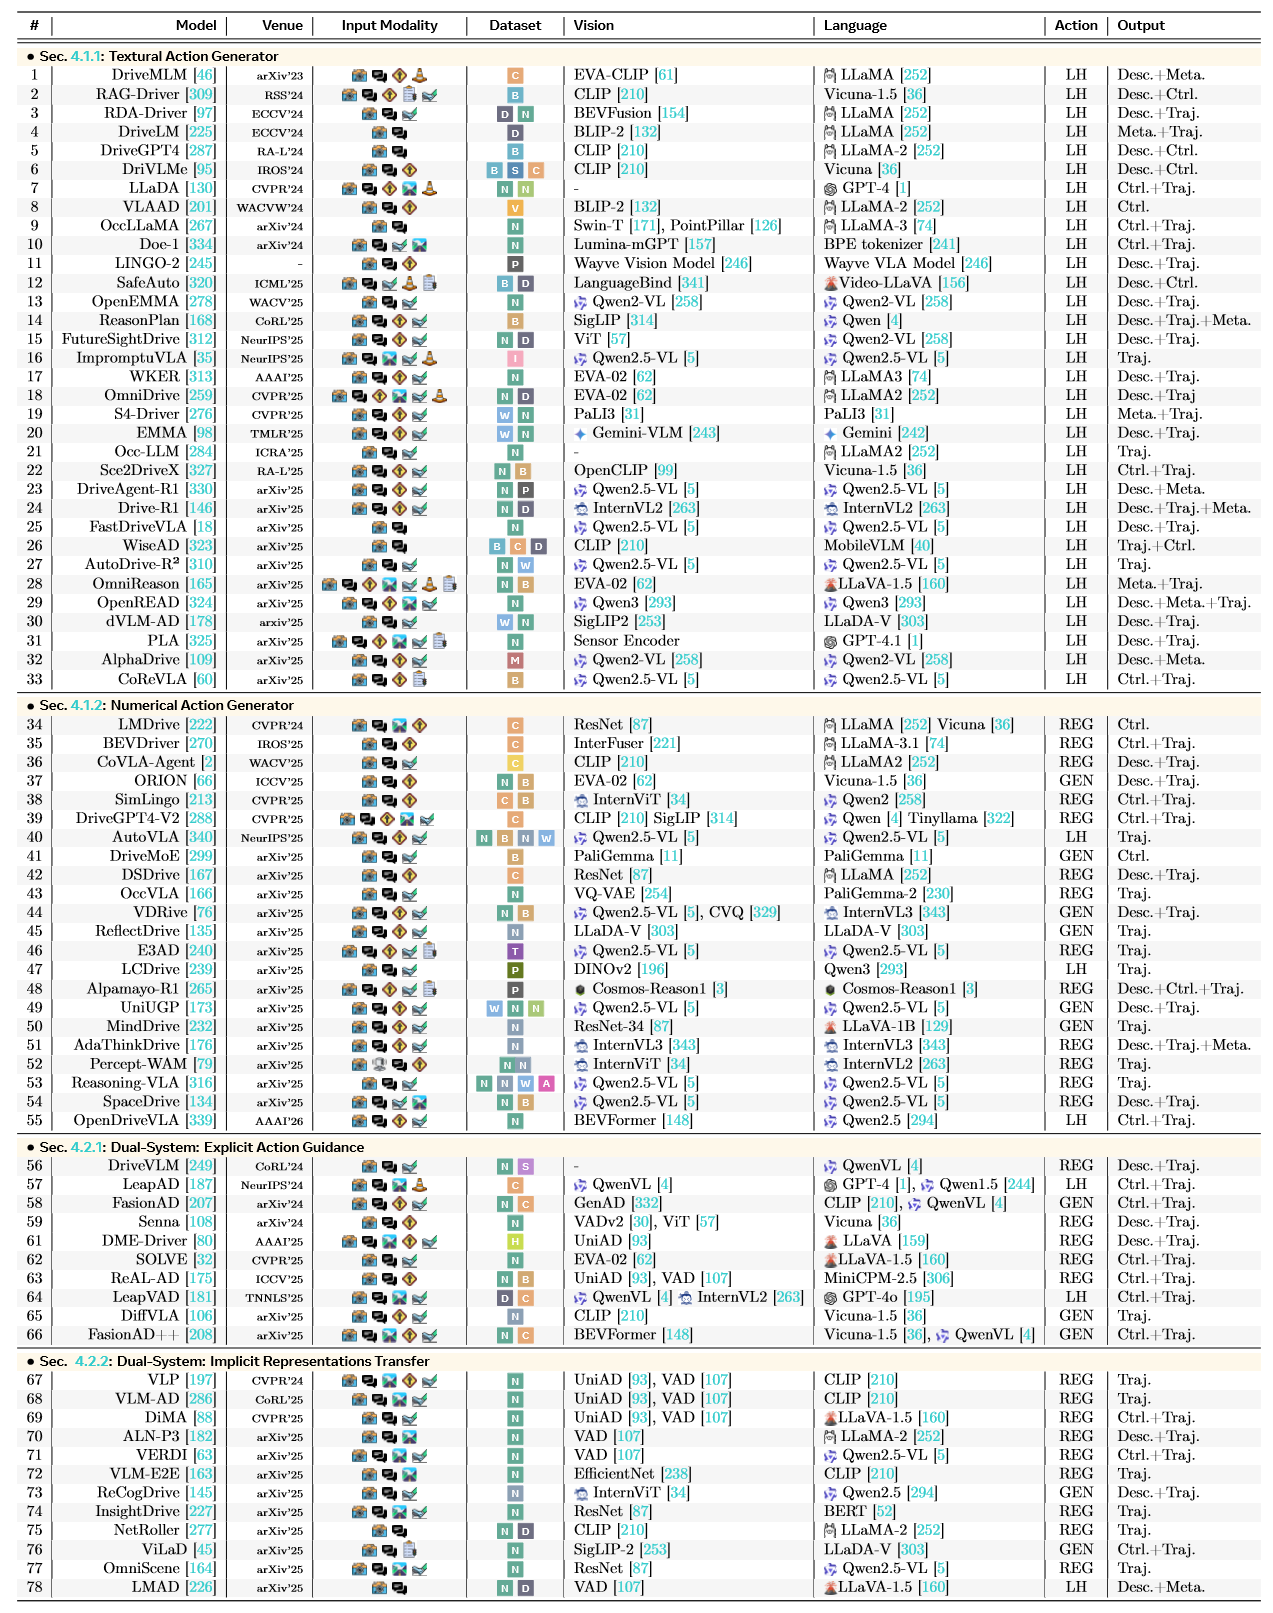 # Model Venue Input Modality Dataset Vision Language Action Output
● Sec. 4.1.1: Textural Action Generator
1 DriveMLM [46] arXiv'23 C EVA-CLIP [61] LLaMA [252] LH Desc.+Meta.
2 RAG-Driver [309] RSS'24 B CLIP [210] Vicuna-1.5 [36] LH Desc.+Ctrl.
3 RDA-Driver [97] ECCV'24 D N BEVFusion [154] LLaMA [252] LH Desc.+Traj.
4 DriveLM [225] ECCV'24 D BLIP-2 [132] LLaMA [252] LH Meta.+Traj.
5 DriveGPT4 [287] RA-L'24 B CLIP [210] LLaMA-2 [252] LH Desc.+Ctrl.
6 DriVLMe [95] IROS'24 B S C CLIP [210] Vicuna [36] LH Desc.+Ctrl.
7 LLaDA [130] CVPR'24 N N - GPT-4 [1] LH Ctrl.+Traj.
8 VLAAD [201] WACVW'24 V BLIP-2 [132] LLaMA-2 [252] LH Ctrl.
9 OccLLaMA [267] arXiv'24 N Swin-T [171], PointPillar [126] LLaMA-3 [74] LH Ctrl.+Traj.
10 Doe-1 [334] arXiv'24 N Lumina-mGPT [157] BPE tokenizer [241] LH Ctrl.+Traj.
11 LINGO-2 [245] - P Wayve Vision Model [246] Wayve VLA Model [246] LH Desc.+Traj.
12 SafeAuto [320] ICML'25 B D LanguageBind [341] Video-LLaVA [156] LH Desc.+Ctrl.
13 OpenEMMA [278] WACV'25 N Qwen2-VL [258] Qwen2-VL [258] LH Desc.+Traj.
14 ReasonPlan [168] CoRL'25 B SigLIP [314] Qwen [4] LH Desc.+Traj.+Meta.
15 FutureSightDrive [312] NeurIPS'25 N D ViT [57] Qwen2-VL [258] LH Desc.+Traj.
16 ImpromptuVLA [35] NeurIPS'25 I Qwen2.5-VL [5] Qwen2.5-VL [5] LH Traj.
17 WKER [313] AAAI'25 N EVA-02 [62] LLaMA3 [74] LH Desc.+Traj.
18 OmniDrive [259] CVPR'25 N D EVA-02 [62] LLaMA2 [252] LH Desc.+Traj
19 S4-Driver [276] CVPR'25 W N PaLI3 [31] PaLI3 [31] LH Meta.+Traj.
20 EMMA [98] TMLR'25 W N Gemini-VLM [243] Gemini [242] LH Desc.+Traj.
21 Occ-LLM [284] ICRA'25 N - LLaMA2 [252] LH Traj.
22 Sce2DriveX [327] RA-L'25 N B OpenCLIP [99] Vicuna-1.5 [36] LH Ctrl.+Traj.
23 DriveAgent-R1 [330] arXiv'25 N P Qwen2.5-VL [5] Qwen2.5-VL [5] LH Desc.+Meta.
24 Drive-R1 [146] arXiv'25 N D InternVL2 [263] InternVL2 [263] LH Desc.+Traj.+Meta.
25 FastDriveVLA [18] arXiv'25 N Qwen2.5-VL [5] Qwen2.5-VL [5] LH Desc.+Traj.
26 WiseAD [323] arXiv'25 B C D CLIP [210] MobileVLM [40] LH Traj.+Ctrl.
27 AutoDrive-R² [310] arXiv'25 N W Qwen2.5-VL [5] Qwen2.5-VL [5] LH Traj.
28 OmniReason [165] arXiv'25 N B EVA-02 [62] LLaVA-1.5 [160] LH Meta.+Traj.
29 OpenREAD [324] arXiv'25 N Qwen3 [293] Qwen3 [293] LH Desc.+Meta.+Traj.
30 dVLM-AD [178] arxiv'25 W N SigLIP2 [253] LLaDA-V [303] LH Desc.+Traj.
31 PLA [325] arXiv'25 N Sensor Encoder GPT-4.1 [1] LH Desc.+Traj.
32 AlphaDrive [109] arXiv'25 M Qwen2-VL [258] Qwen2-VL [258] LH Desc.+Meta.
33 CoReVLA [60] arXiv'25 B Qwen2.5-VL [5] Qwen2.5-VL [5] LH Ctrl.+Traj.
● Sec. 4.1.2: Numerical Action Generator
34 LMDrive [222] CVPR'24 C ResNet [87] LLaMA [252] Vicuna [36] REG Ctrl.
35 BEVDriver [270] IROS'25 C InterFuser [221] LLaMA-3.1 [74] REG Ctrl.+Traj.
36 CoVLA-Agent [2] WACV'25 C CLIP [210] LLaMA2 [252] REG Desc.+Traj.
37 ORION [66] ICCV'25 N B EVA-02 [62] Vicuna-1.5 [36] GEN Desc.+Traj.
38 SimLingo [213] CVPR'25 C B InternViT [34] Qwen2 [258] REG Ctrl.+Traj.
39 DriveGPT4-V2 [288] CVPR'25 C CLIP [210] SigLIP [314] Qwen [4] Tinyllama [322] REG Ctrl.+Traj.
40 AutoVLA [340] NeurIPS'25 N B N W Qwen2.5-VL [5] Qwen2.5-VL [5] LH Traj.
41 DriveMoE [299] arXiv'25 B PaliGemma [11] PaliGemma [11] GEN Ctrl.
42 DSDrive [167] arXiv'25 C ResNet [87] LLaMA [252] REG Desc.+Traj.
43 OccVLA [166] arXiv'25 N VQ-VAE [254] PaliGemma-2 [230] REG Traj.
44 VDRive [76] arXiv'25 N B Qwen2.5-VL [5], CVQ [329] InternVL3 [343] GEN Desc.+Traj.
45 ReflectDrive [135] arXiv'25 N LLaDA-V [303] LLaDA-V [303] GEN Traj.
46 E3AD [240] arXiv'25 T Qwen2.5-VL [5] Qwen2.5-VL [5] REG Traj.
47 LCDrive [239] arXiv'25 P DINOv2 [196] Qwen3 [293] LH Traj.
48 Alpamayo-R1 [265] arXiv'25 P Cosmos-Reason1 [3] Cosmos-Reason1 [3] REG Desc.+Ctrl.+Traj.
49 UniUGP [173] arXiv'25 W N N Qwen2.5-VL [5] Qwen2.5-VL [5] GEN Desc.+Traj.
50 MindDrive [232] arXiv'25 N ResNet-34 [87] LLaVA-1B [129] GEN Traj.
51 AdaThinkDrive [176] arXiv'25 N InternVL3 [343] InternVL3 [343] REG Desc.+Traj.+Meta.
52 Percept-WAM [79] arXiv'25 N N InternViT [34] InternVL2 [263] REG Traj.
53 Reasoning-VLA [316] arXiv'25 N N W A Qwen2.5-VL [5] Qwen2.5-VL [5] REG Traj.
54 SpaceDrive [134] arXiv'25 N B Qwen2.5-VL [5] Qwen2.5-VL [5] REG Desc.+Traj.
55 OpenDriveVLA [339] AAAI'26 N BEVFormer [148] Qwen2.5 [294] LH Ctrl.+Traj.
● Sec. 4.2.1: Dual-System: Explicit Action Guidance
56 DriveVLM [249] CoRL'24 N S - QwenVL [4] REG Desc.+Traj.
57 LeapAD [187] NeurIPS'24 C QwenVL [4] GPT-4 [1], Qwen1.5 [244] LH Ctrl.+Traj.
58 FasionAD [207] arXiv'24 N C GenAD [332] CLIP [210], QwenVL [4] GEN Ctrl.+Traj.
59 Senna [108] arXiv'24 N VADv2 [30], ViT [57] Vicuna [36] REG Desc.+Traj.
61 DME-Driver [80] AAAI'25 H UniAD [93] LLaVA [159] REG Desc.+Traj.
62 SOLVE [32] CVPR'25 N EVA-02 [62] LLaVA-1.5 [160] REG Ctrl.+Traj.
63 ReAL-AD [175] ICCV'25 N B UniAD [93], VAD [107] MiniCPM-2.5 [306] REG Ctrl.+Traj.
64 LeapVAD [181] TNNLS'25 D C QwenVL [4] InternVL2 [263] GPT-4o [195] LH Ctrl.+Traj.
65 DiffVLA [106] arXiv'25 N CLIP [210] Vicuna-1.5 [36] GEN Traj.
66 FasionAD++ [208] arXiv'25 N C BEVFormer [148] Vicuna-1.5 [36], QwenVL [4] GEN Ctrl.+Traj.
● Sec. 4.2.2: Dual-System: Implicit Representations Transfer
67 VLP [197] CVPR'24 N UniAD [93], VAD [107] CLIP [210] REG Traj.
68 VLM-AD [286] CoRL'25 N UniAD [93], VAD [107] CLIP [210] REG Traj.
69 DiMA [88] CVPR'25 N UniAD [93], VAD [107] LLaVA-1.5 [160] REG Ctrl.+Traj.
70 ALN-P3 [182] arXiv'25 N VAD [107] LLaMA-2 [252] REG Desc.+Traj.
71 VERDI [63] arXiv'25 N VAD [107] Qwen2.5-VL [5] REG Ctrl.+Traj.
72 VLM-E2E [163] arXiv'25 N EfficientNet [238] CLIP [210] REG Traj.
73 ReCogDrive [145] arXiv'25 N InternViT [34] Qwen2.5 [294] GEN Desc.+Traj.
74 InsightDrive [227] arXiv'25 N ResNet [87] BERT [52] REG Traj.
75 NetRoller [277] arXiv'25 N D CLIP [210] LLaMA-2 [252] REG Traj.
76 ViLaD [45] arXiv'25 N SigLIP-2 [253] LLaDA-V [303] GEN Ctrl.+Traj.
77 OmniScene [164] arXiv'25 N ResNet [87] Qwen2.5-VL [5] REG Traj.
78 LMAD [226] arXiv'25 N D VAD [107] LLaVA-1.5 [160] LH Desc.+Meta.